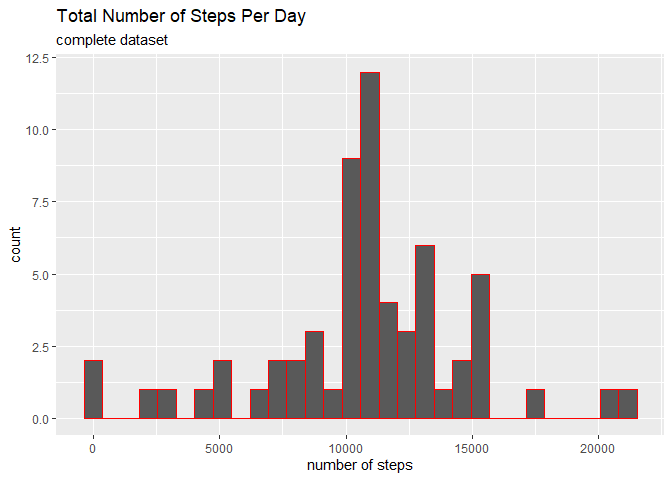 Total Number of Steps Per Day
complete dataset
12.5
10.0
7.5
5.0
2.5
0.0
count
0 5000 10000 15000 20000
number of steps